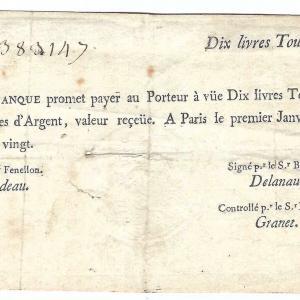 383147 Dix livres Tou
ANQUE promet payer au Porteur à vüe Dix livres To
es d'Argent, valeur reçeüe. A Paris le premier Janv
vingt.
Fenellon. Signé p.r le S.r B
deau. Delanau
Controllé p.r le S.r
Granet.